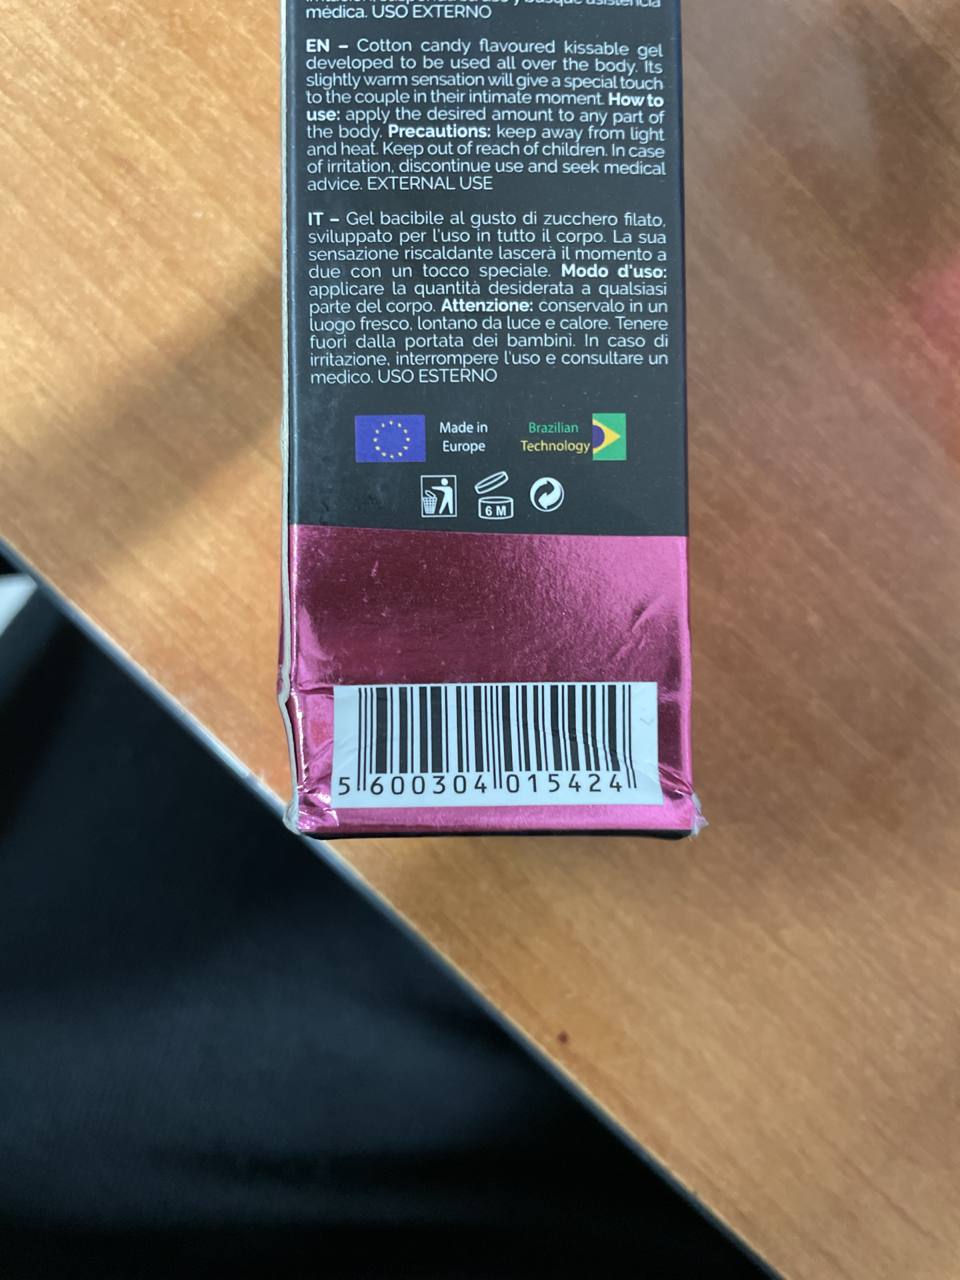 médica. USO EXTERNO
EN – Cotton candy flavoured kissable gel
developed to be used all over the body. Its
slightly warm sensation will give a special touch
to the couple in their intimate moment. How to
use: apply the desired amount to any part of
the body. Precautions: keep away from light
and heat. Keep out of reach of children. In case
of irritation, discontinue use and seek medical
advice. EXTERNAL USE
IT – Gel bacibile al gusto di zucchero filato,
sviluppato per l'uso in tutto il corpo. La sua
sensazione riscaldante lascerà il momento a
due con un tocco speciale. Modo d'uso:
applicare la quantità desiderata a qualsiasi
parte del corpo. Attenzione: conservalo in un
luogo fresco, lontano da luce e calore. Tenere
fuori dalla portata dei bambini. In caso di
irritazione, interrompere l'uso e consultare un
medico. USO ESTERNO
Made in
Europe
Brazilian
Technology
6 M
5 600304 015424